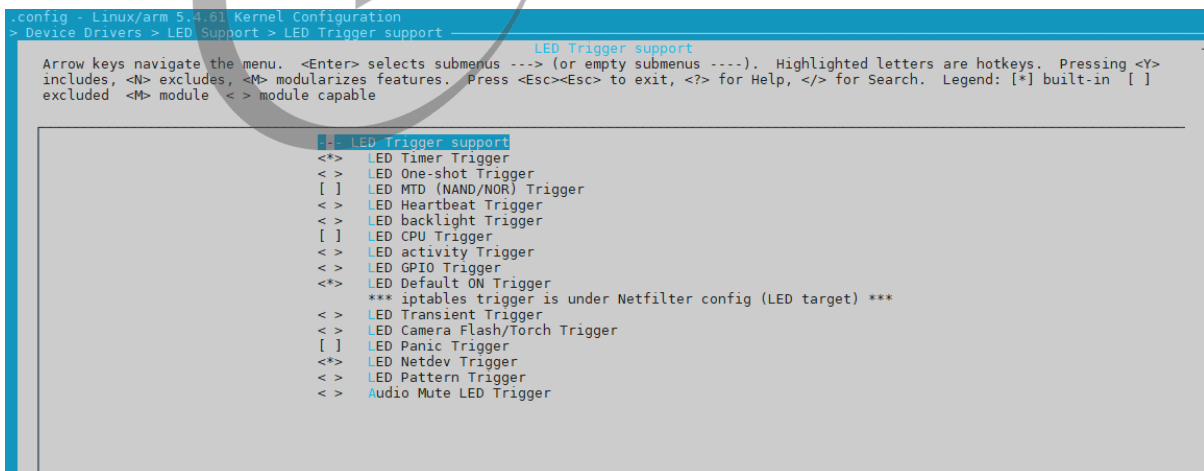 .config - Linux/arm 5.4.61 Kernel Configuration
> Device Drivers > LED Support > LED Trigger support
LED Trigger support
Arrow keys navigate the menu.  <Enter> selects submenus ---> (or empty submenus ----).  Highlighted letters are hotkeys.  Pressing <Y>
includes, <N> excludes, <M> modularizes features.  Press <Esc><Esc> to exit, <?> for Help, </> for Search.  Legend: [*] built-in  [ ]
excluded  <M> module  < > module capable
--- LED Trigger support
<*>   LED Timer Trigger
< >   LED One-shot Trigger
[ ]   LED MTD (NAND/NOR) Trigger
< >   LED Heartbeat Trigger
< >   LED backlight Trigger
[ ]   LED CPU Trigger
< >   LED activity Trigger
< >   LED GPIO Trigger
<*>   LED Default ON Trigger
*** iptables trigger is under Netfilter config (LED target) ***
< >   LED Transient Trigger
< >   LED Camera Flash/Torch Trigger
[ ]   LED Panic Trigger
<*>   LED Netdev Trigger
< >   LED Pattern Trigger
< >   Audio Mute LED Trigger